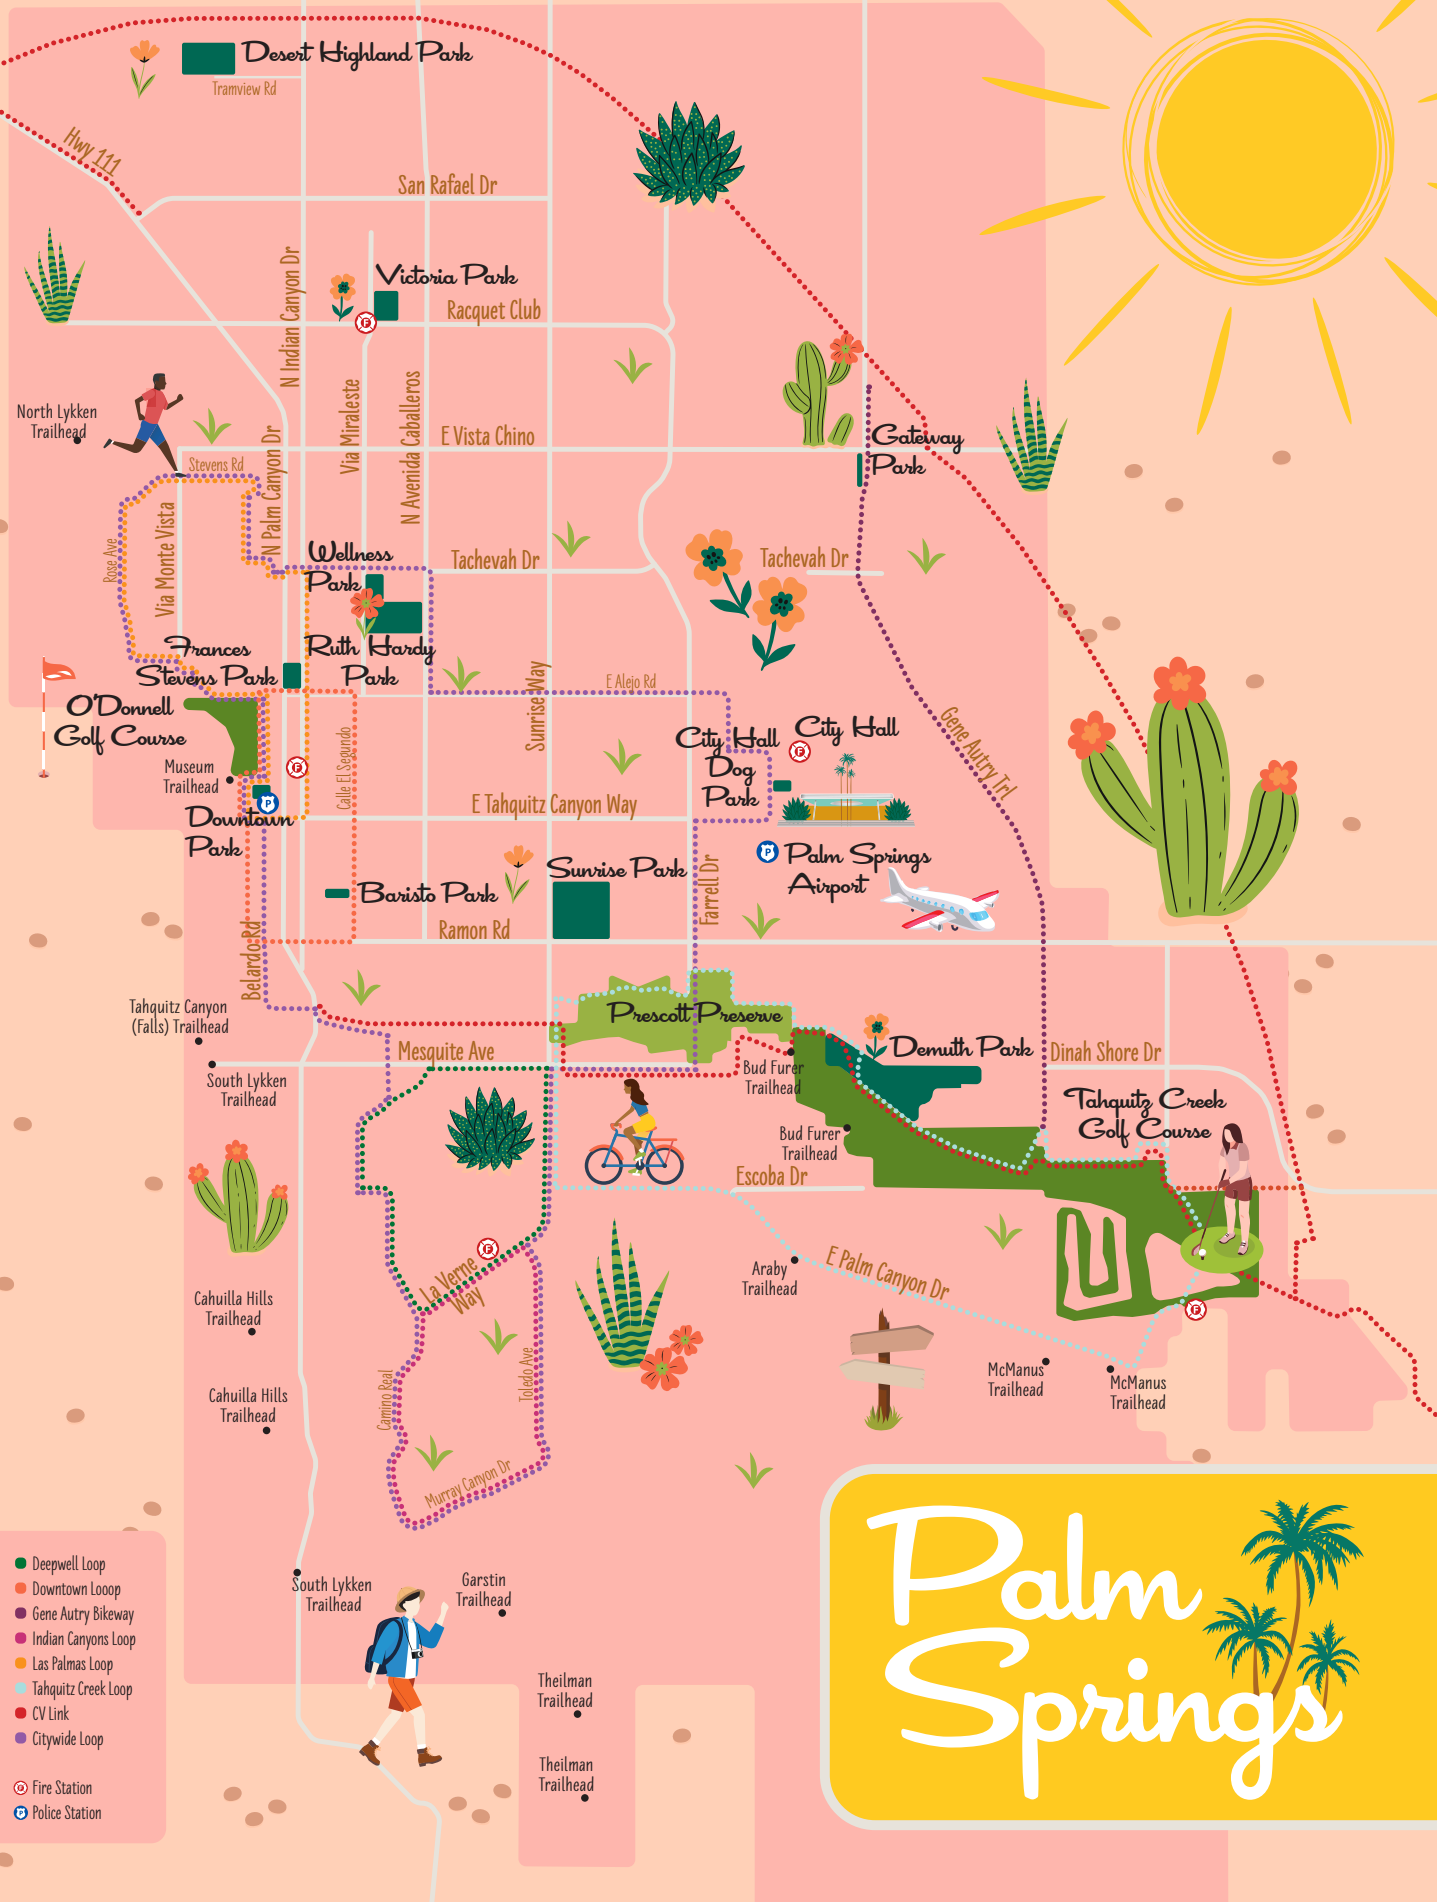 Desert Highland Park
Tramview Rd
Hwy 111
San Rafael Dr
Victoria Park
Racquet Club
N Indian Canyon Dr
Via Miraleste
N Avenida Caballeros
North Lykken
Trailhead
E Vista Chino
Gateway
Park
Stevens Rd
N Palm Canyon Dr
Via Monte Vista
Rose Ave
Wellness
Park
Tachevah Dr
Tachevah Dr
Frances
Stevens Park
Ruth Hardy
Park
Sunrise Way
E Alejo Rd
O'Donnell
Golf Course
Gene Autry Trl
City Hall
Dog
Park
City Hall
F
Museum
Trailhead
F
Calle El Segundo
P
E Tahquitz Canyon Way
Downtown
Park
P
Palm Springs
Airport
Sunrise Park
Baristo Park
Farrell Dr
Ramon Rd
Belardo Rd
Tahquitz Canyon
(Falls) Trailhead
Prescott Preserve
Mesquite Ave
Demuth Park
Dinah Shore Dr
South Lykken
Trailhead
Bud Furer
Trailhead
Tahquitz Creek
Golf Course
Bud Furer
Trailhead
Escoba Dr
F
La Verne
Way
Araby
Trailhead
E Palm Canyon Dr
Cahuilla Hills
Trailhead
F
Toledo Ave
Camino Real
McManus
Trailhead
McManus
Trailhead
Cahuilla Hills
Trailhead
Murray Canyon Dr
Palm
Springs
South Lykken
Trailhead
Garstin
Trailhead
Theilman
Trailhead
Theilman
Trailhead
Deepwell Loop
Downtown Looop
Gene Autry Bikeway
Indian Canyons Loop
Las Palmas Loop
Tahquitz Creek Loop
CV Link
Citywide Loop
F Fire Station
P Police Station
F